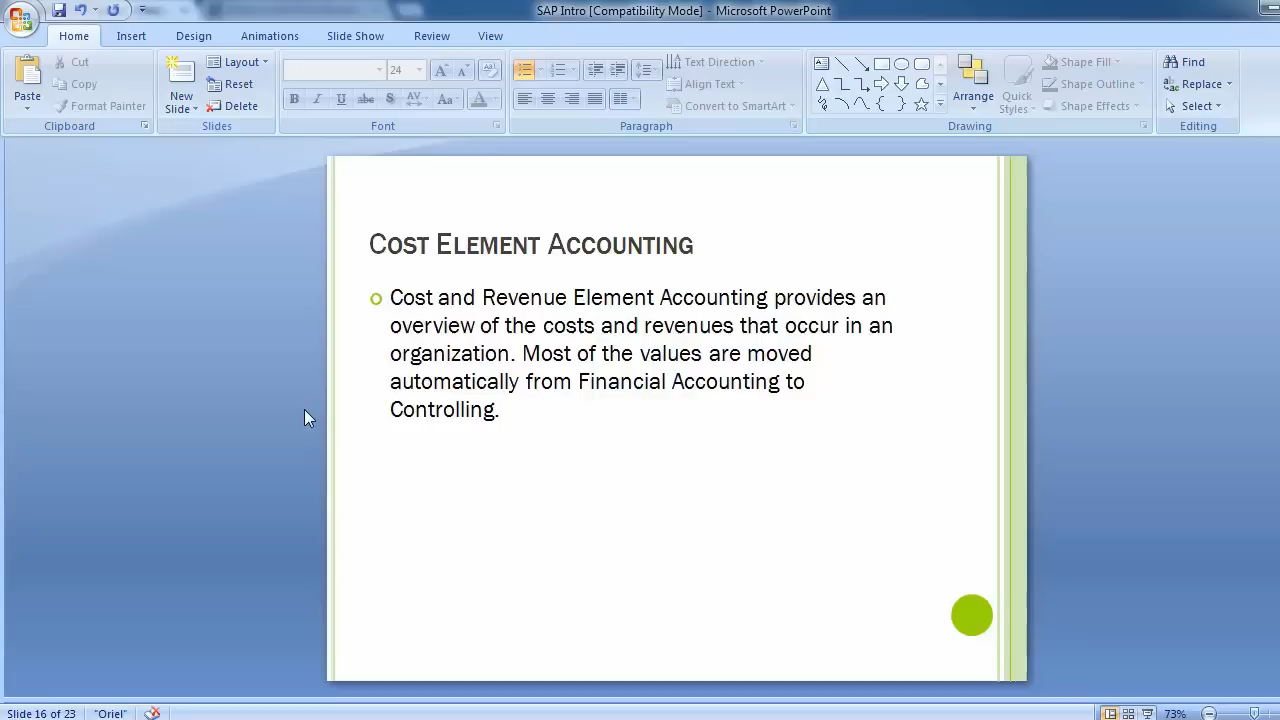 SAP Intro [Compatibility Mode] - Microsoft PowerPoint
Home Insert Design Animations Slide Show Review View
Paste Cut Copy Format Painter
New Slide Layout Reset Delete
24
B I U abc S AV Aa A
Text Direction Align Text Convert to SmartArt
Arrange Quick Styles Shape Fill Shape Outline Shape Effects
Find Replace Select
Clipboard Slides Font Paragraph Drawing Editing
COST ELEMENT ACCOUNTING
Cost and Revenue Element Accounting provides an
overview of the costs and revenues that occur in an
organization. Most of the values are moved
automatically from Financial Accounting to
Controlling.
Slide 16 of 23 "Oriel" 73%